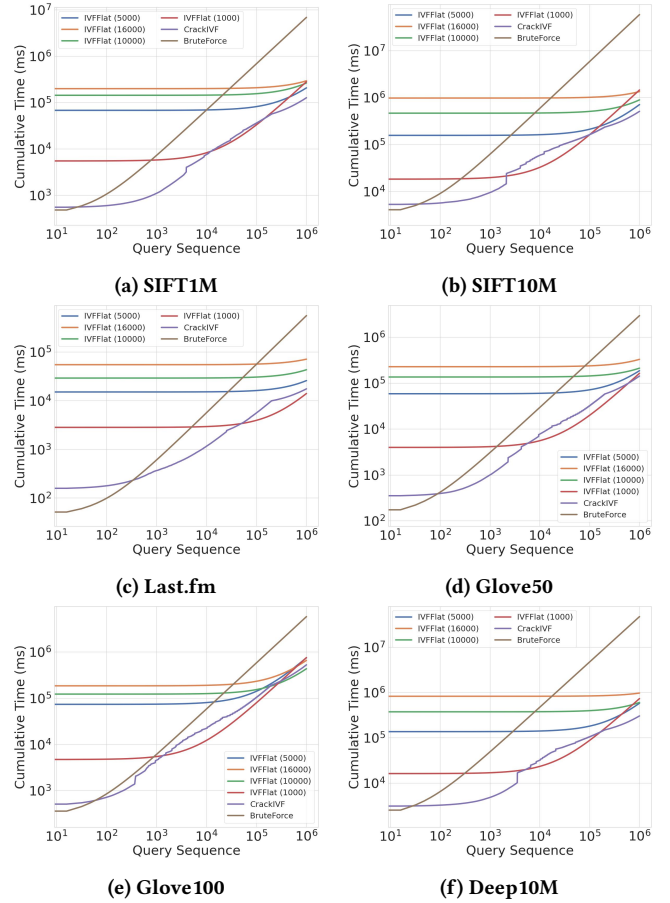 IVFFlat (5000) IVFFlat (1000)
IVFFlat (16000) CrackIVF
IVFFlat (10000) BruteForce
Cumulative Time (ms)
10^7
10^6
10^5
10^4
10^3
10^1 10^2 10^3 10^4 10^5 10^6
Query Sequence
(a) SIFT1M
IVFFlat (5000) IVFFlat (1000)
IVFFlat (16000) CrackIVF
IVFFlat (10000) BruteForce
Cumulative Time (ms)
10^7
10^6
10^5
10^4
10^1 10^2 10^3 10^4 10^5 10^6
Query Sequence
(b) SIFT10M
IVFFlat (5000) IVFFlat (1000)
IVFFlat (16000) CrackIVF
IVFFlat (10000) BruteForce
Cumulative Time (ms)
10^5
10^4
10^3
10^2
10^1 10^2 10^3 10^4 10^5 10^6
Query Sequence
(c) Last.fm
Cumulative Time (ms)
10^6
10^5
10^4
10^3
10^2
IVFFlat (5000)
IVFFlat (16000)
IVFFlat (10000)
IVFFlat (1000)
CrackIVF
BruteForce
10^1 10^2 10^3 10^4 10^5 10^6
Query Sequence
(d) Glove50
Cumulative Time (ms)
10^6
10^5
10^4
10^3
IVFFlat (5000)
IVFFlat (16000)
IVFFlat (10000)
IVFFlat (1000)
CrackIVF
BruteForce
10^1 10^2 10^3 10^4 10^5 10^6
Query Sequence
(e) Glove100
IVFFlat (5000) IVFFlat (1000)
IVFFlat (16000) CrackIVF
IVFFlat (10000) BruteForce
Cumulative Time (ms)
10^7
10^6
10^5
10^4
10^1 10^2 10^3 10^4 10^5 10^6
Query Sequence
(f) Deep10M